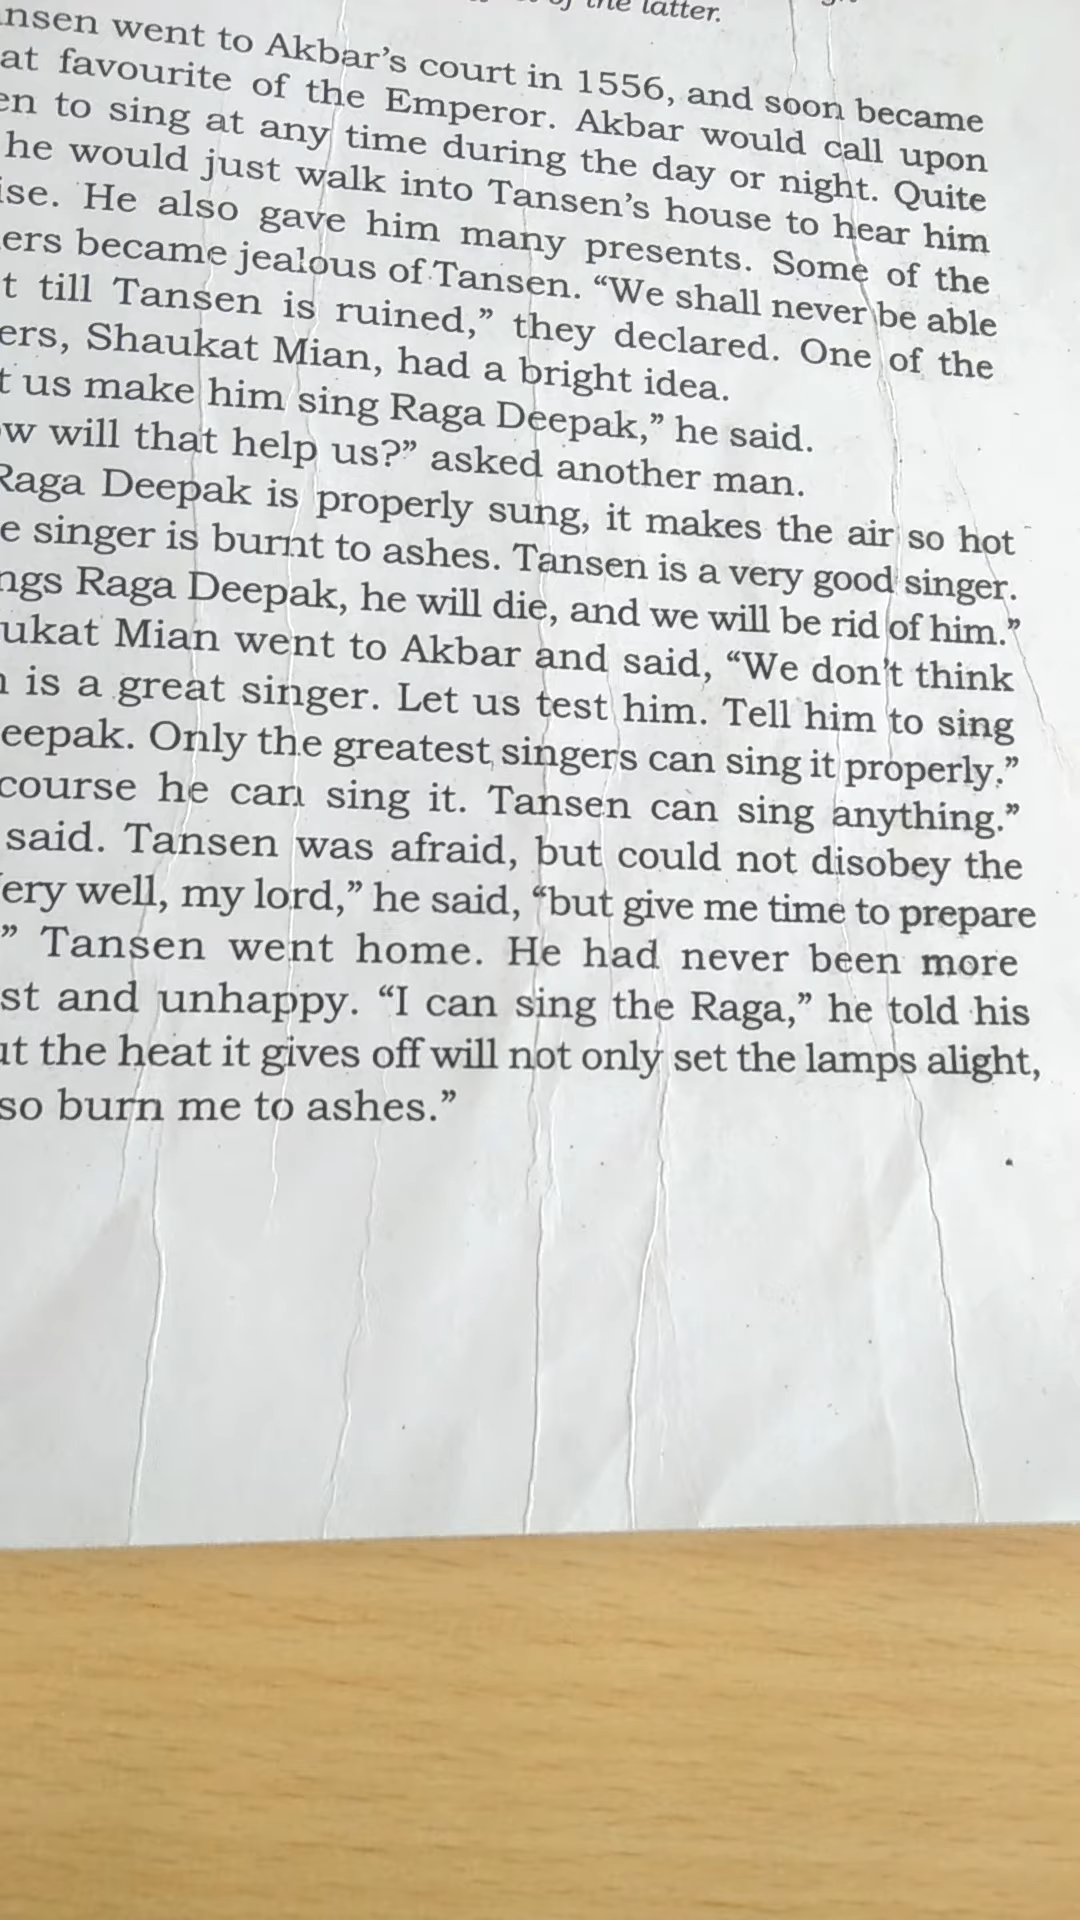 the latter.
nsen went to Akbar’s court in 1556, and soon became
at favourite of the Emperor. Akbar would call upon
en to sing at any time during the day or night. Quite
he would just walk into Tansen’s house to hear him
ise. He also gave him many presents. Some of the
ers became jealous of Tansen. “We shall never be able
t till Tansen is ruined,” they declared. One of the
ers, Shaukat Mian, had a bright idea.
t us make him sing Raga Deepak,” he said.
ow will that help us?” asked another man.
Raga Deepak is properly sung, it makes the air so hot
e singer is burnt to ashes. Tansen is a very good singer.
ngs Raga Deepak, he will die, and we will be rid of him.”
ukat Mian went to Akbar and said, “We don’t think
n is a great singer. Let us test him. Tell him to sing
eepak. Only the greatest singers can sing it properly.”
course he can sing it. Tansen can sing anything.”
said. Tansen was afraid, but could not disobey the
ery well, my lord,” he said, “but give me time to prepare
” Tansen went home. He had never been more
st and unhappy. “I can sing the Raga,” he told his
ut the heat it gives off will not only set the lamps alight,
so burn me to ashes.”